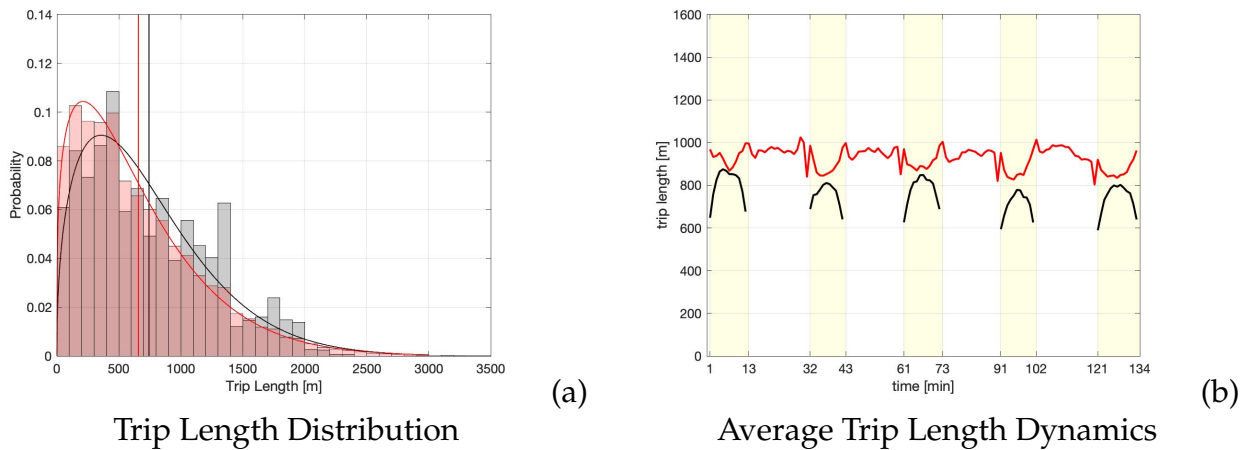 0.14
0.12
0.1
0.08
0.06
0.04
0.02
0
Probability
0 500 1000 1500 2000 2500 3000 3500
Trip Length [m]
(a)
Trip Length Distribution
1600
1400
1200
1000
800
600
400
200
0
trip length [m]
1 13 32 43 61 73 91 102 121 134
time [min]
(b)
Average Trip Length Dynamics